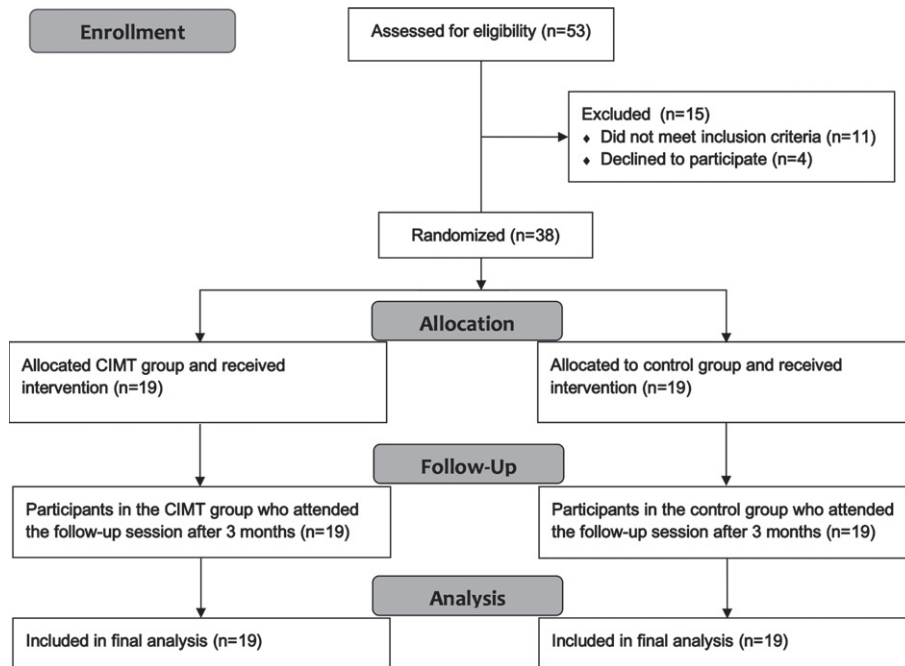 Enrollment
Assessed for eligibility (n=53)
Excluded (n=15)
♦ Did not meet inclusion criteria (n=11)
♦ Declined to participate (n=4)
Randomized (n=38)
Allocation
Allocated CIMT group and received
intervention (n=19)
Allocated to control group and received
intervention (n=19)
Follow-Up
Participants in the CIMT group who attended
the follow-up session after 3 months (n=19)
Participants in the control group who attended
the follow-up session after 3 months (n=19)
Analysis
Included in final analysis (n=19)
Included in final analysis (n=19)